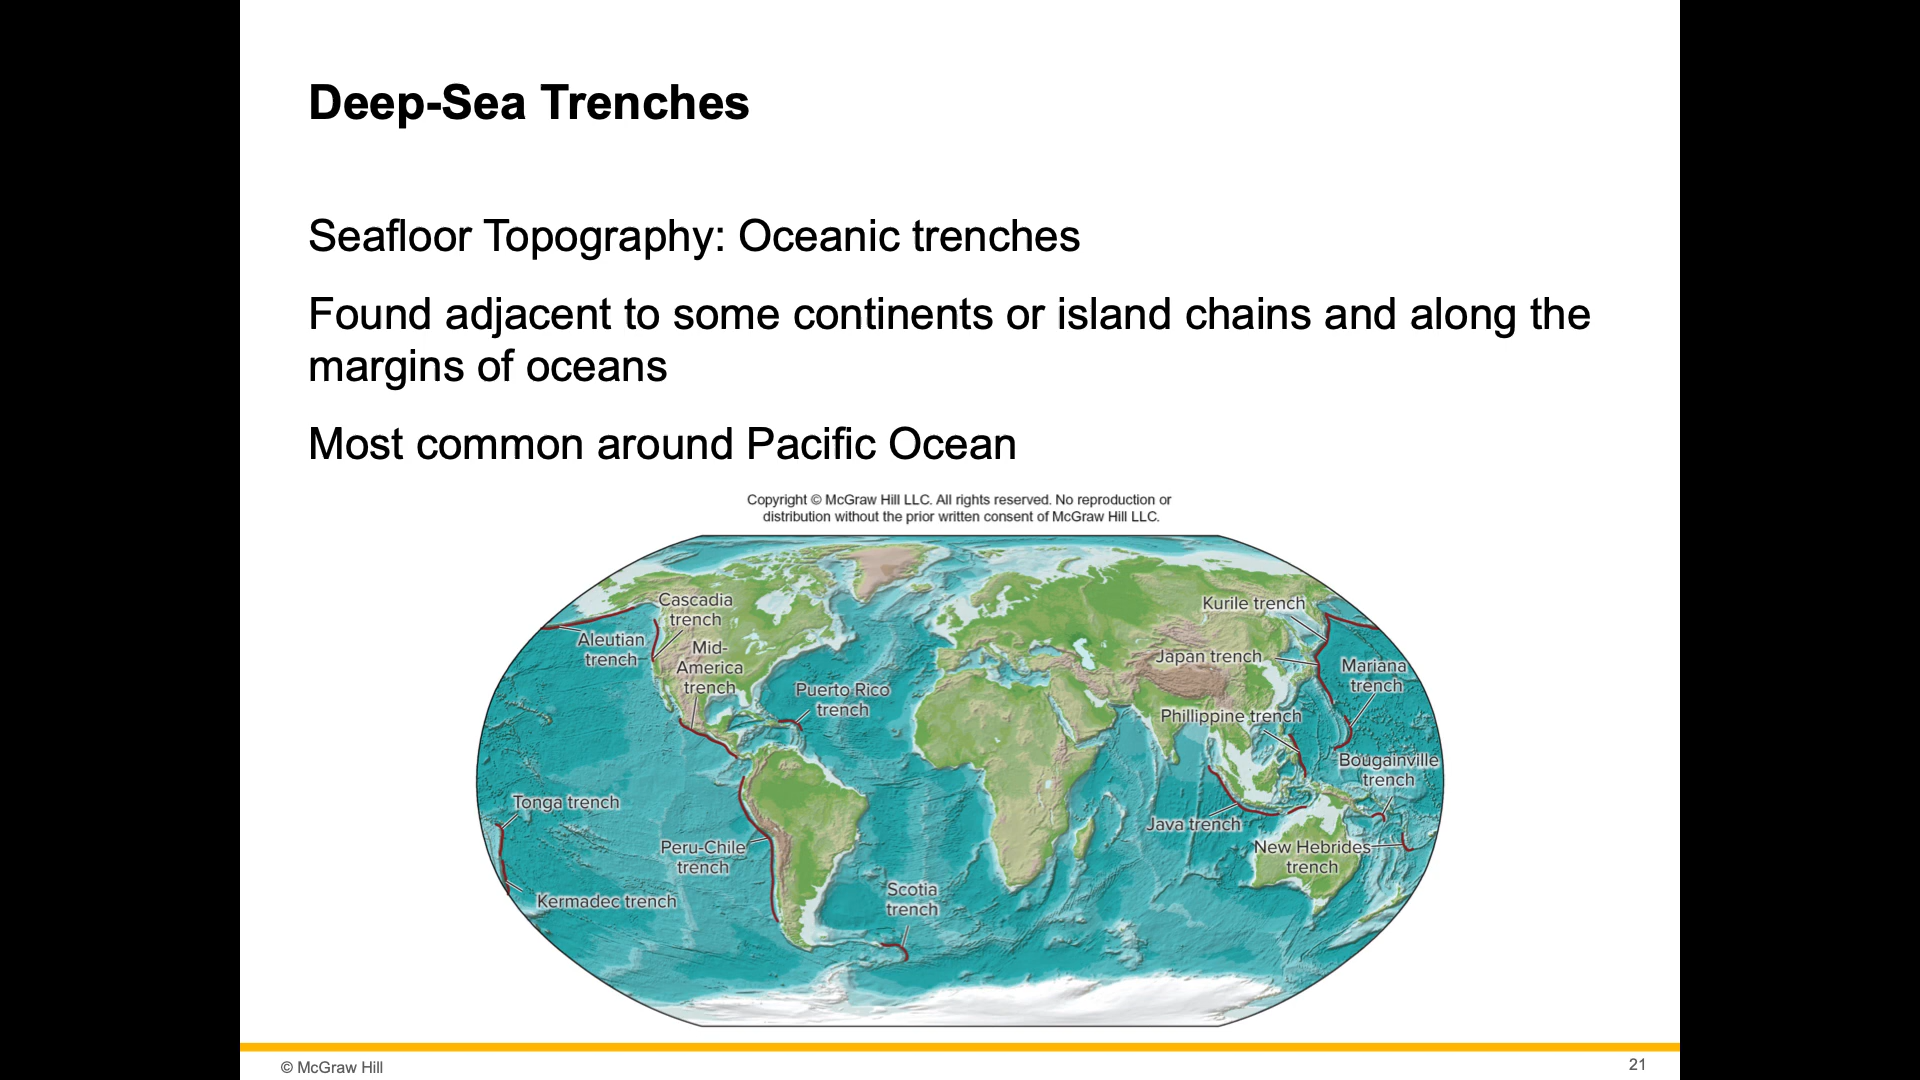 Deep-Sea Trenches
Seafloor Topography: Oceanic trenches
Found adjacent to some continents or island chains and along the
margins of oceans
Most common around Pacific Ocean
Copyright © McGraw Hill LLC. All rights reserved. No reproduction or
distribution without the prior written consent of McGraw Hill LLC.
Cascadia
trench
Aleutian
trench
Mid-
America
trench
Puerto Rico
trench
Kurile trench
Japan trench
Mariana
trench
Phillippine trench
Bougainville
trench
Tonga trench
Java trench
Peru-Chile
trench
New Hebrides
trench
Kermadec trench
Scotia
trench
© McGraw Hill
21